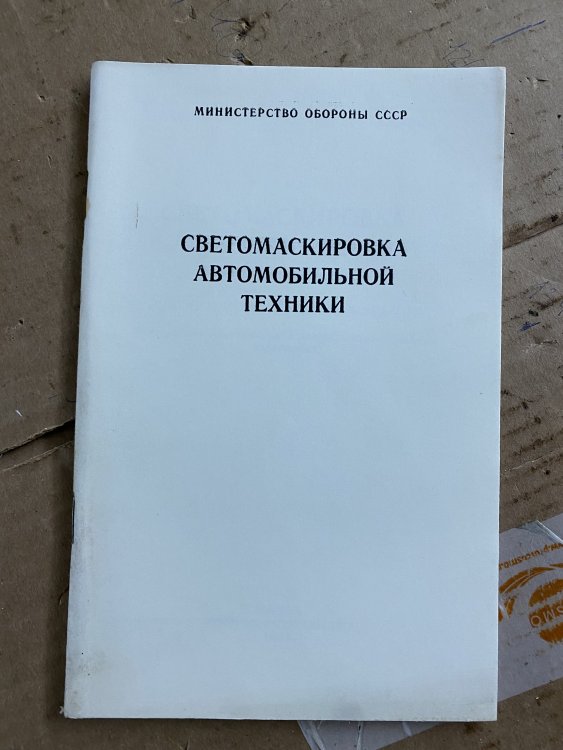 МИНИСТЕРСТВО ОБОРОНЫ СССР
СВЕТОМАСКИРОВКА
АВТОМОБИЛЬНОЙ
ТЕХНИКИ